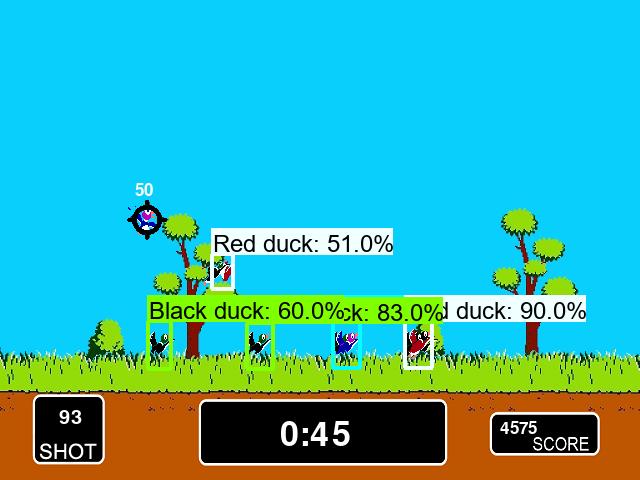 50
Red duck: 51.0%
Black duck: 60.0%
ck: 83.0%
duck: 90.0%
93
SHOT
0:45
4575
SCORE